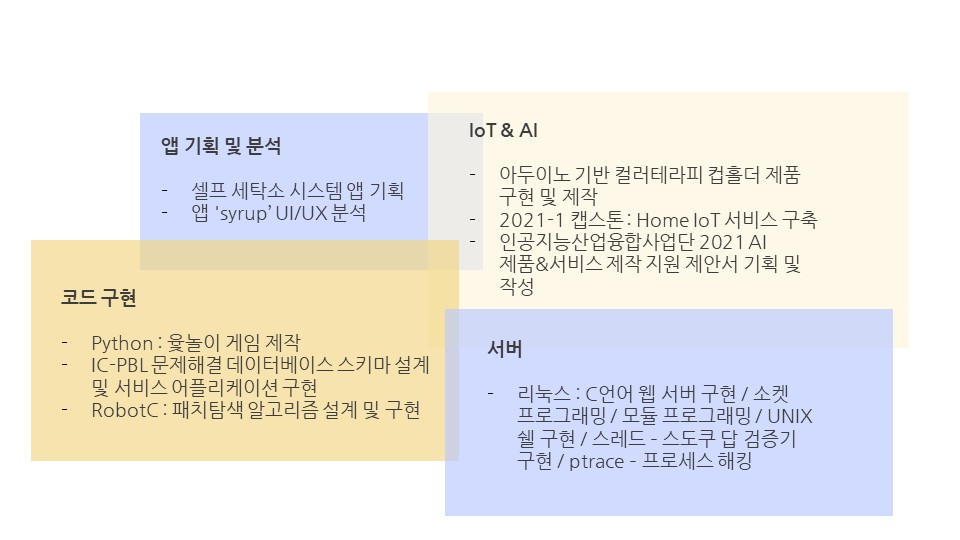 앱 기획 및 분석
- 셀프 세탁소 시스템 앱 기획
- 앱 'syrup’ UI/UX 분석
IoT & AI
- 아두이노 기반 컬러테라피 컵홀더 제품
구현 및 제작
- 2021-1 캡스톤 : Home IoT 서비스 구축
- 인공지능산업융합사업단 2021 AI
제품&서비스 제작 지원 제안서 기획 및
작성
코드 구현
- Python : 윷놀이 게임 제작
- IC-PBL 문제해결 데이터베이스 스키마 설계
및 서비스 어플리케이션 구현
- RobotC : 패치탐색 알고리즘 설계 및 구현
서버
- 리눅스 : C언어 웹 서버 구현 / 소켓
프로그래밍 / 모듈 프로그래밍 / UNIX
쉘 구현 / 스레드 – 스도쿠 답 검증기
구현 / ptrace – 프로세스 해킹